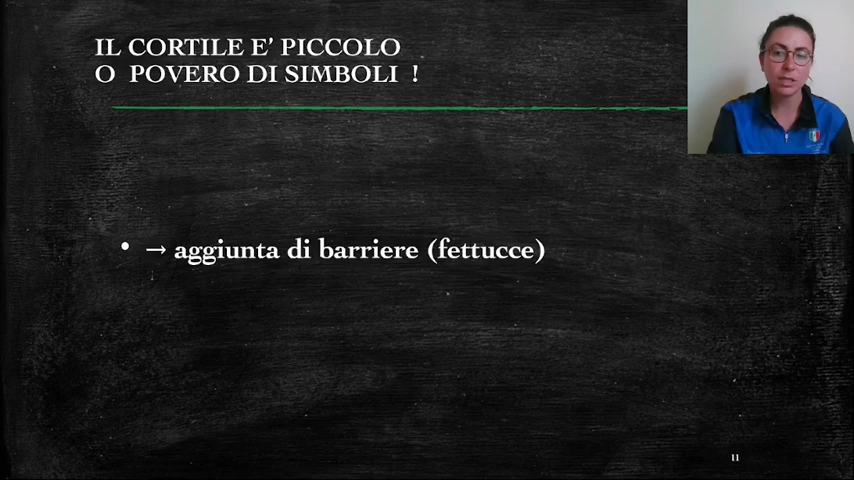 IL CORTILE E' PICCOLO
O POVERO DI SIMBOLI !
• → aggiunta di barriere (fettucce)
11